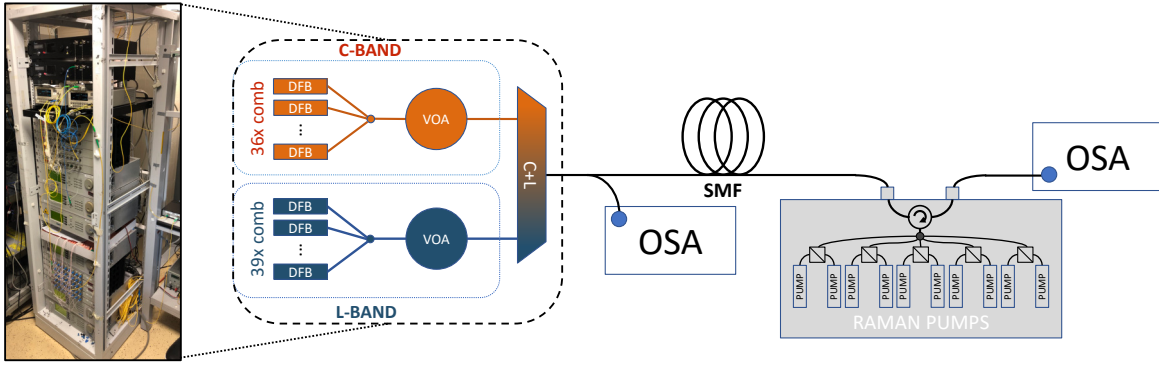 C-BAND
36x comb
DFB
DFB
...
DFB
VOA
39x comb
DFB
DFB
...
DFB
VOA
L-BAND
C+L
OSA
SMF
OSA
PUMP
PUMP
PUMP
PUMP
PUMP
PUMP
PUMP
PUMP
PUMP
PUMP
RAMAN PUMPS